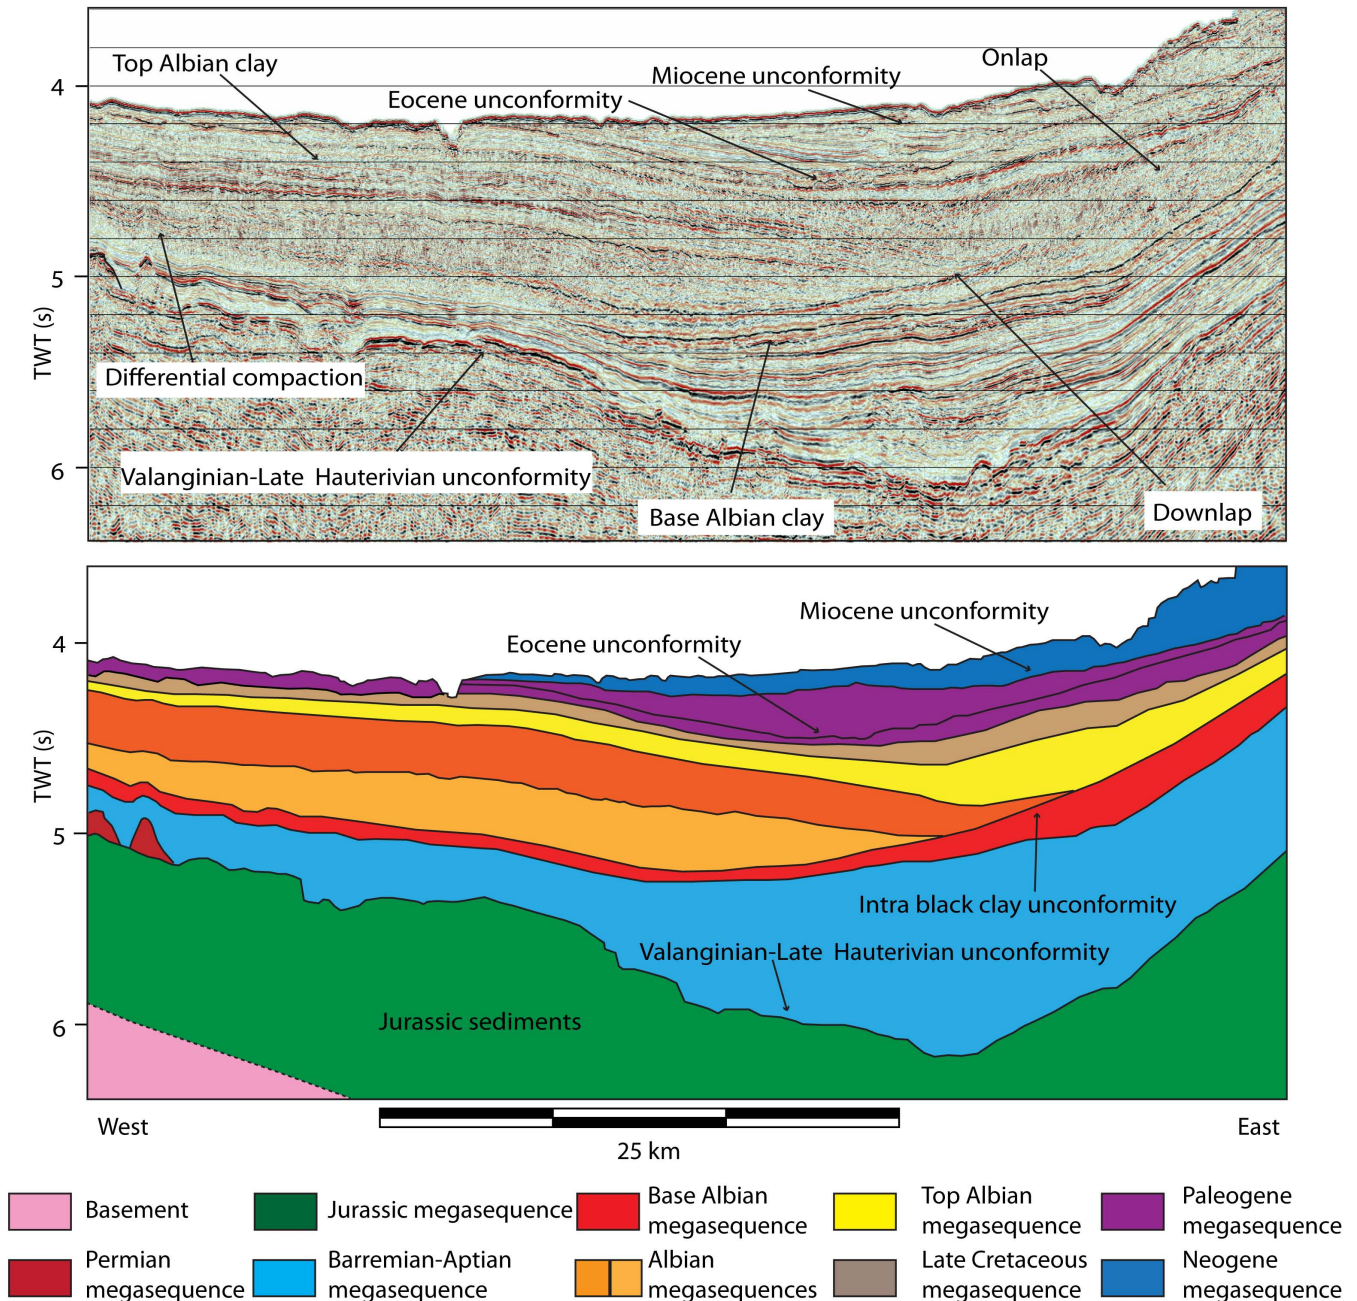 Top Albian clay
Onlap
Miocene unconformity
Eocene unconformity
4
5
6
TWT (s)
Differential compaction
Valanginian-Late Hauterivian unconformity
Base Albian clay
Downlap
Miocene unconformity
Eocene unconformity
4
5
6
TWT (s)
Intra black clay unconformity
Valanginian-Late Hauterivian unconformity
Jurassic sediments
West
East
25 km
Basement
Jurassic megasequence
Base Albian
megasequence
Top Albian
megasequence
Paleogene
megasequence
Permian
megasequence
Barremian-Aptian
megasequence
Albian
megasequences
Late Cretaceous
megasequence
Neogene
megasequence